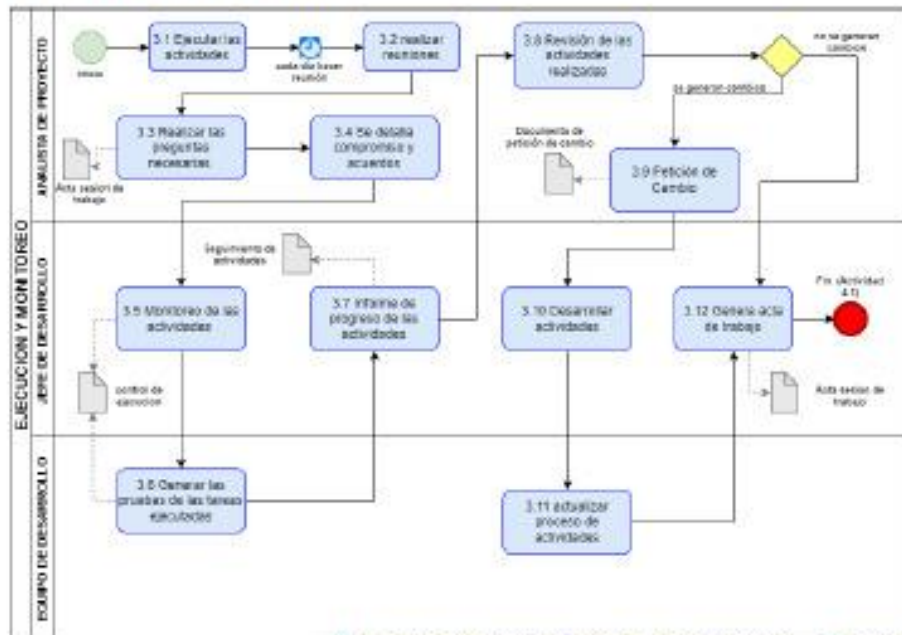 EJECUCION Y MONITOREO
ANALISTA DE PROYECTO
Inicio
3.1 Ejecutar las
actividades
cada día hacer
reunión
3.2 realizar
reuniones
3.8 Revisión de las
actividades
realizadas
no se generan
cambios
se generan cambios
3.3 Realizar las
preguntas
necesarias
3.4 Se detalla
compromiso y
acuerdos
Acta sesion de
trabajo
Documento de
petición de cambio
3.9 Petición de
Cambio
JEFE DE DESARROLLO
Seguimiento de
actividades
3.5 Monitoreo de las
actividades
3.7 Informe de
progreso de las
actividades
3.10 Desarrollar
actividades
3.12 Genera acta
de trabajo
Fin (Actividad
4.1)
control de
ejecucion
Acta sesion de
trabajo
EQUIPO DE DESARROLLO
3.6 Generar las
pruebas de las tareas
ejecutadas
3.11 actualizar
proceso de
actividades